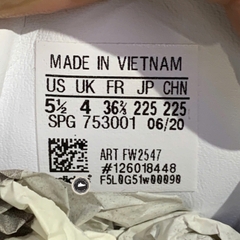 MADE IN VIETNAM
US UK FR JP CHN
5½ 4 36⅔ 225 225
SPG 753001 06/20
ART FW2547
#126018448
F5L0G51W00090